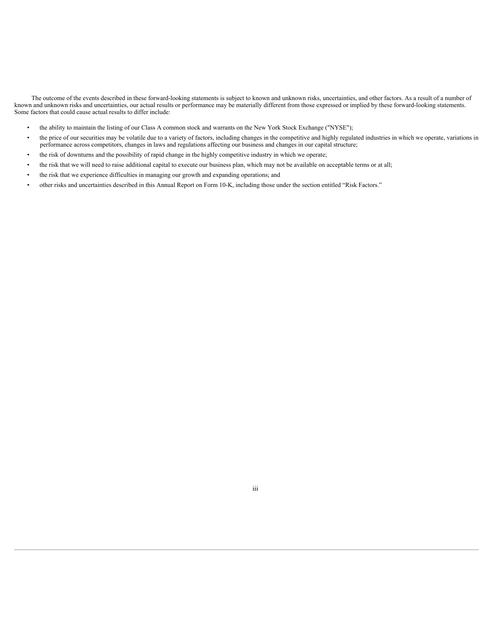 The outcome of the events described in these forward-looking statements is subject to known and unknown risks, uncertainties, and other factors. As a result of a number of
known and unknown risks and uncertainties, our actual results or performance may be materially different from those expressed or implied by these forward-looking statements.
Some factors that could cause actual results to differ include:
• the ability to maintain the listing of our Class A common stock and warrants on the New York Stock Exchange ("NYSE");
• the price of our securities may be volatile due to a variety of factors, including changes in the competitive and highly regulated industries in which we operate, variations in
performance across competitors, changes in laws and regulations affecting our business and changes in our capital structure;
• the risk of downturns and the possibility of rapid change in the highly competitive industry in which we operate;
• the risk that we will need to raise additional capital to execute our business plan, which may not be available on acceptable terms or at all;
• the risk that we experience difficulties in managing our growth and expanding operations; and
• other risks and uncertainties described in this Annual Report on Form 10-K, including those under the section entitled “Risk Factors.”
iii